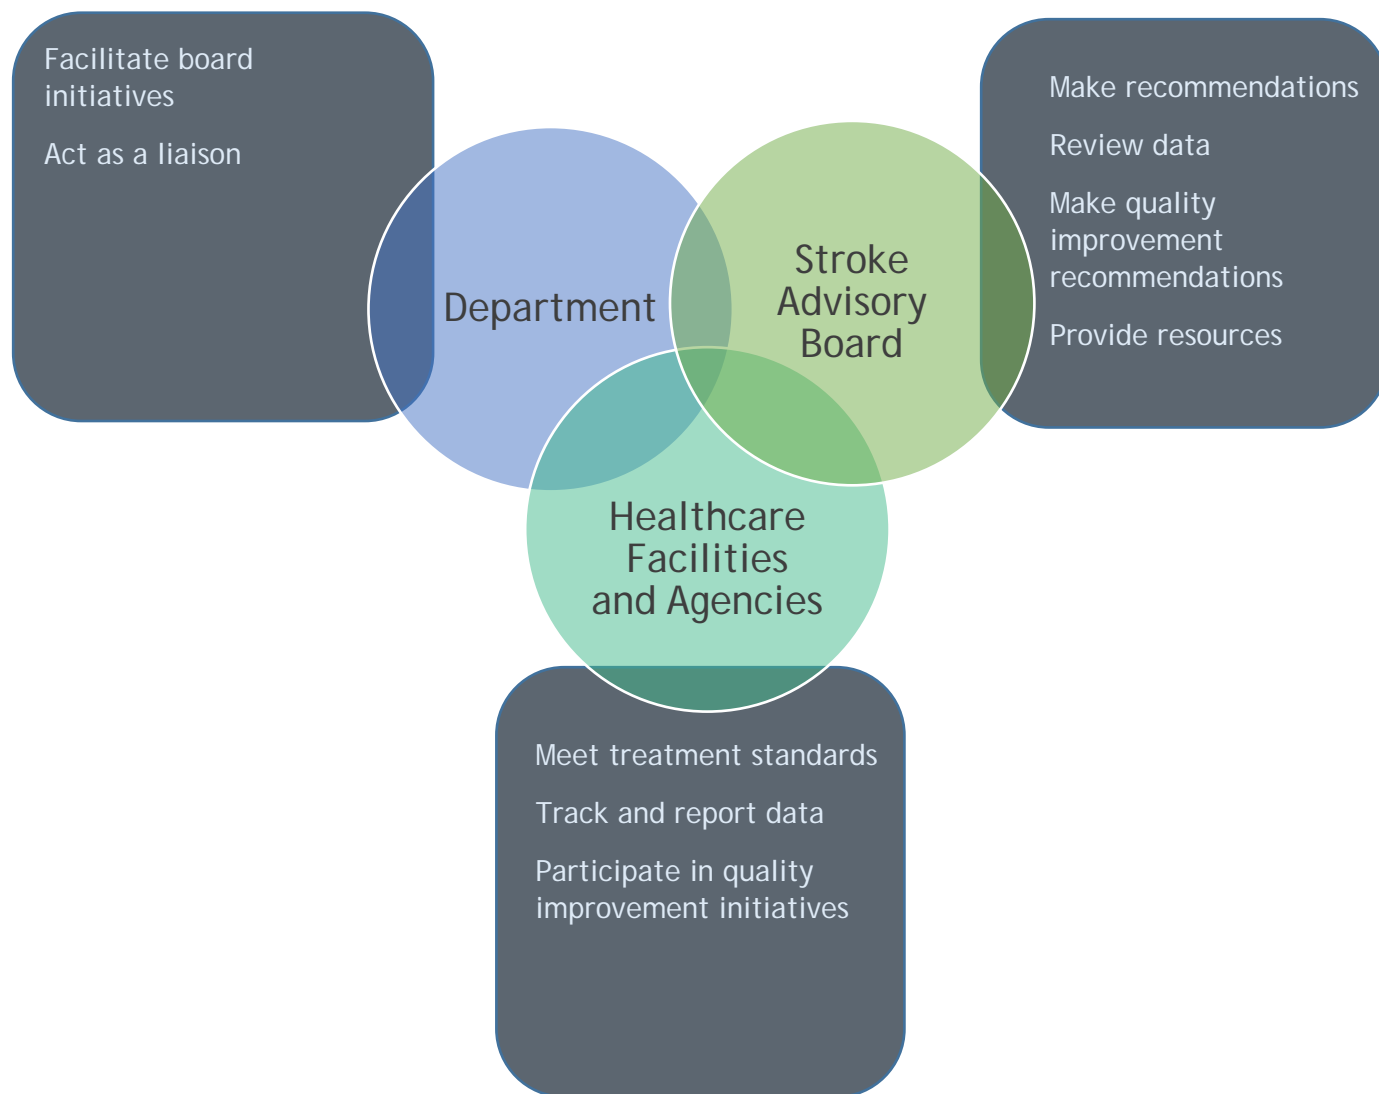 Facilitate board
initiatives
Act as a liaison
Department
Stroke
Advisory
Board
Make recommendations
Review data
Make quality
improvement
recommendations
Provide resources
Healthcare
Facilities
and Agencies
Meet treatment standards
Track and report data
Participate in quality
improvement initiatives